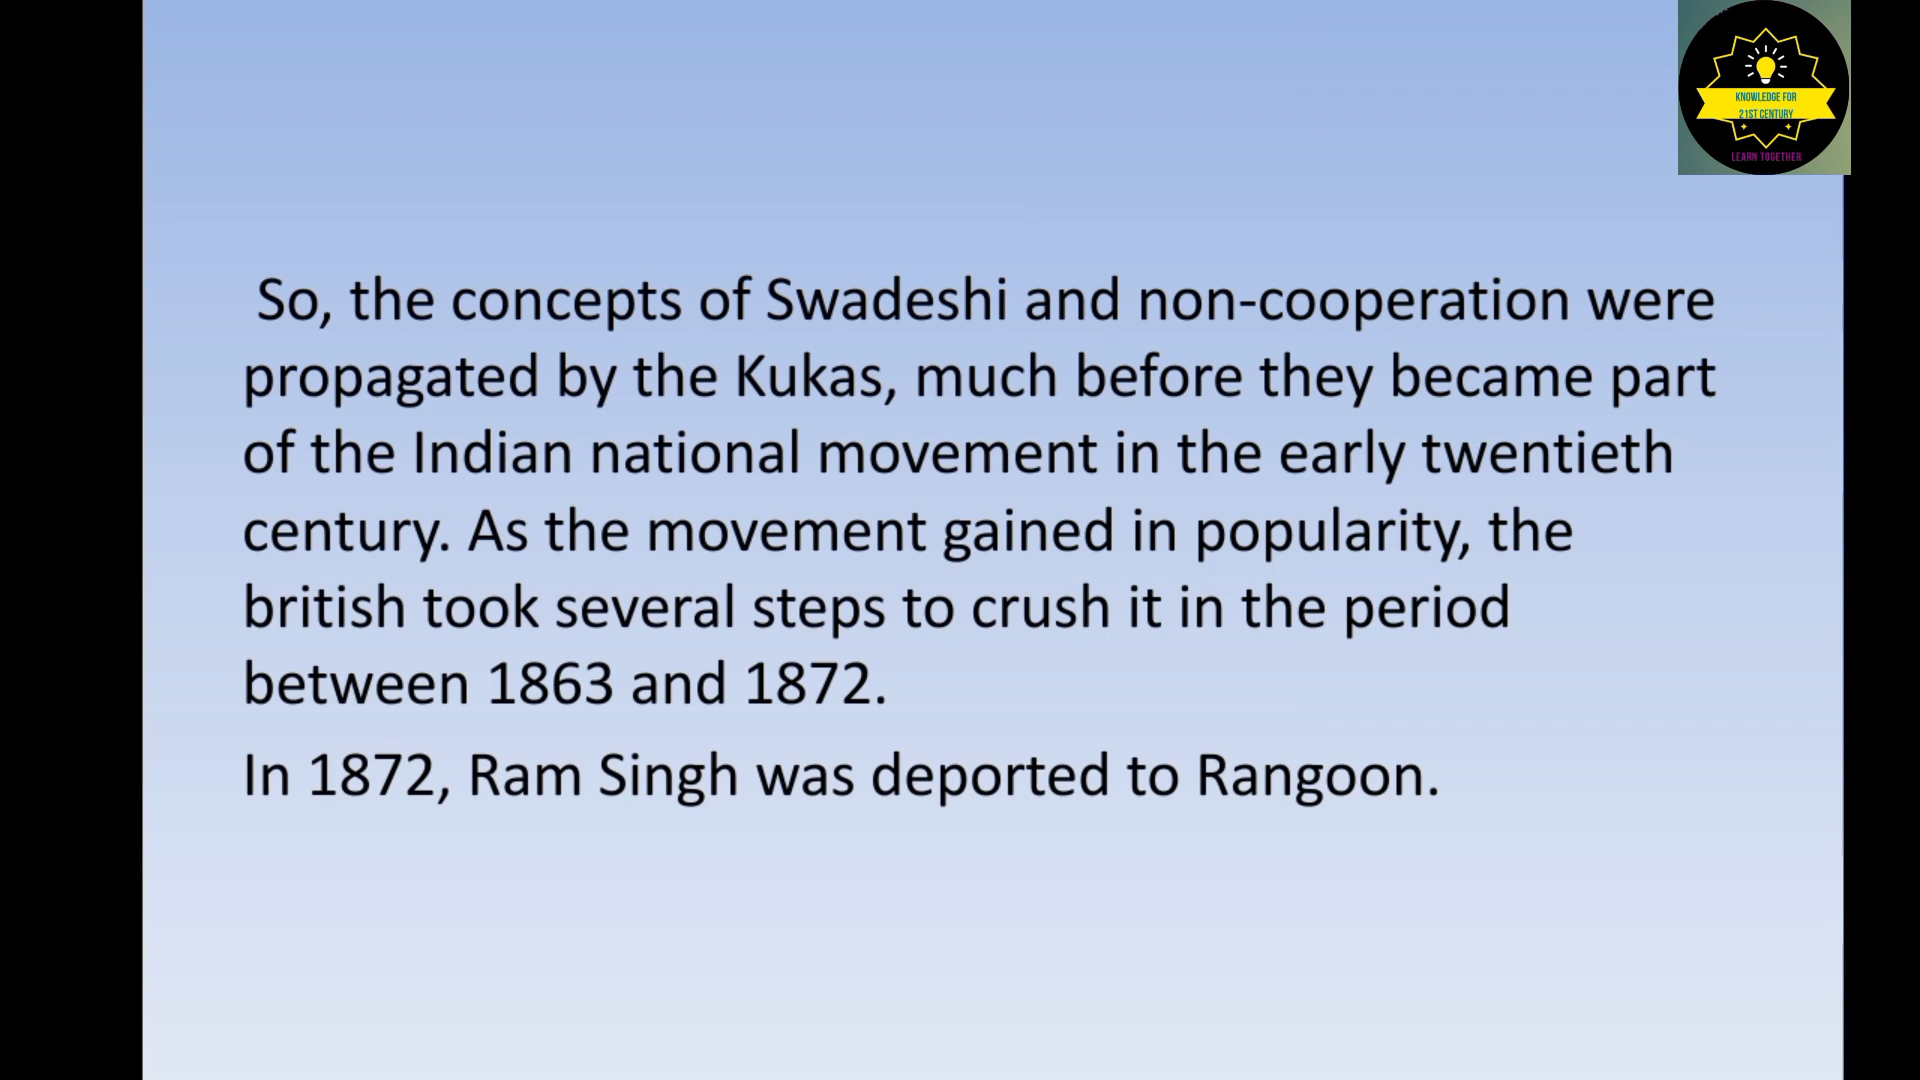 KNOWLEDGE FOR
21ST CENTURY
LEARN TOGETHER
So, the concepts of Swadeshi and non-cooperation were
propagated by the Kukas, much before they became part
of the Indian national movement in the early twentieth
century. As the movement gained in popularity, the
british took several steps to crush it in the period
between 1863 and 1872.
In 1872, Ram Singh was deported to Rangoon.